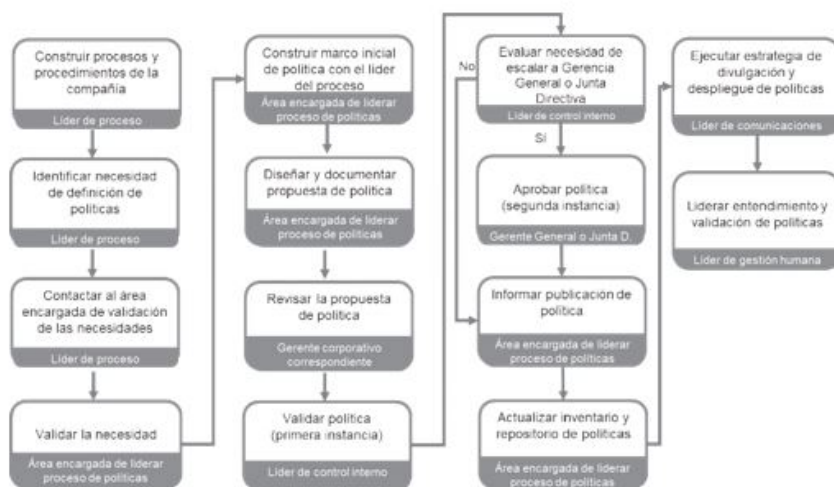 Construir procesos y
procedimientos de la
compañía
Líder de proceso
Identificar necesidad
de definición de
políticas
Líder de proceso
Contactar al área
encargada de validación
de las necesidades
Líder de proceso
Validar la necesidad
Área encargada de liderar
proceso de políticas
Construir marco inicial
de política con el líder
del proceso
Área encargada de liderar
proceso de políticas
Diseñar y documentar
propuesta de política
Área encargada de liderar
proceso de políticas
Revisar la propuesta
de política
Gerente corporativo
correspondiente
Validar política
(primera instancia)
Líder de control interno
Evaluar necesidad de
escalar a Gerencia
General o Junta
Directiva
Líder de control interno
No
Sí
Aprobar política
(segunda instancia)
Gerente General o Junta D.
Informar publicación de
política
Área encargada de liderar
proceso de políticas
Actualizar inventario y
repositorio de políticas
Área encargada de liderar
proceso de políticas
Ejecutar estrategia de
divulgación y
despliegue de políticas
Líder de comunicaciones
Liderar entendimiento y
validación de políticas
Líder de gestión humana